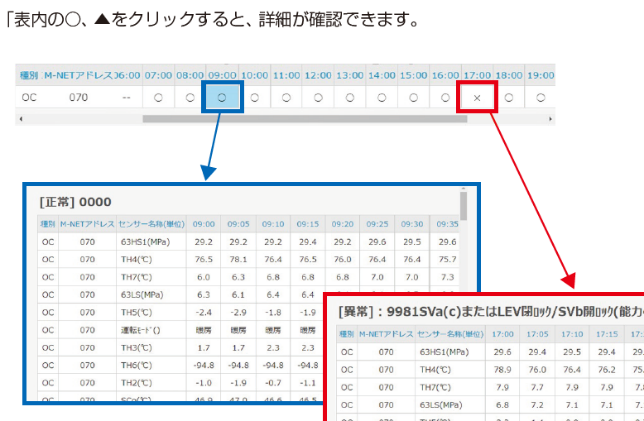 「表内の○、▲をクリックすると、詳細が確認できます。
種別 M-NETアドレス 06:00 07:00 08:00 09:00 10:00 11:00 12:00 13:00 14:00 15:00 16:00 17:00 18:00 19:00
OC 070 -- ○ ○ ○ ○ ○ ○ ○ ○ ○ ○ × ○ ○
[正常] 0000
種別 M-NETアドレス センサー名称(単位) 09:00 09:05 09:10 09:15 09:20 09:25 09:30 09:35
OC 070 63HS1(MPa) 29.2 29.2 29.2 29.4 29.2 29.6 29.5 29.6
OC 070 TH4(℃) 76.5 78.1 76.4 76.5 76.0 76.4 76.4 75.7
OC 070 TH7(℃) 6.0 6.3 6.8 6.8 6.8 7.0 7.0 7.3
OC 070 63LS(MPa) 6.3 6.1 6.4 6.4
OC 070 TH5(℃) -2.4 -2.9 -1.8 -1.9
OC 070 運転モード() 暖房 暖房 暖房 暖房
OC 070 TH3(℃) 1.7 1.7 2.3 2.3
OC 070 TH6(℃) -94.8 -94.8 -94.8 -94.8
OC 070 TH2(℃) -1.0 -1.9 -0.7 -1.1
OC 070 SCo(℃) 46.9 47.0 46.6 46.5
[異常]:9981SVa(c)またはLEV閉ロック/SVb開ロック(能力
種別 M-NETアドレス センサー名称(単位) 17:00 17:05 17:10 17:15
OC 070 63HS1(MPa) 29.6 29.4 29.5 29.4
OC 070 TH4(℃) 78.9 76.0 76.4 76.2
OC 070 TH7(℃) 7.9 7.7 7.9 7.9
OC 070 63LS(MPa) 6.8 7.2 7.1 7.1